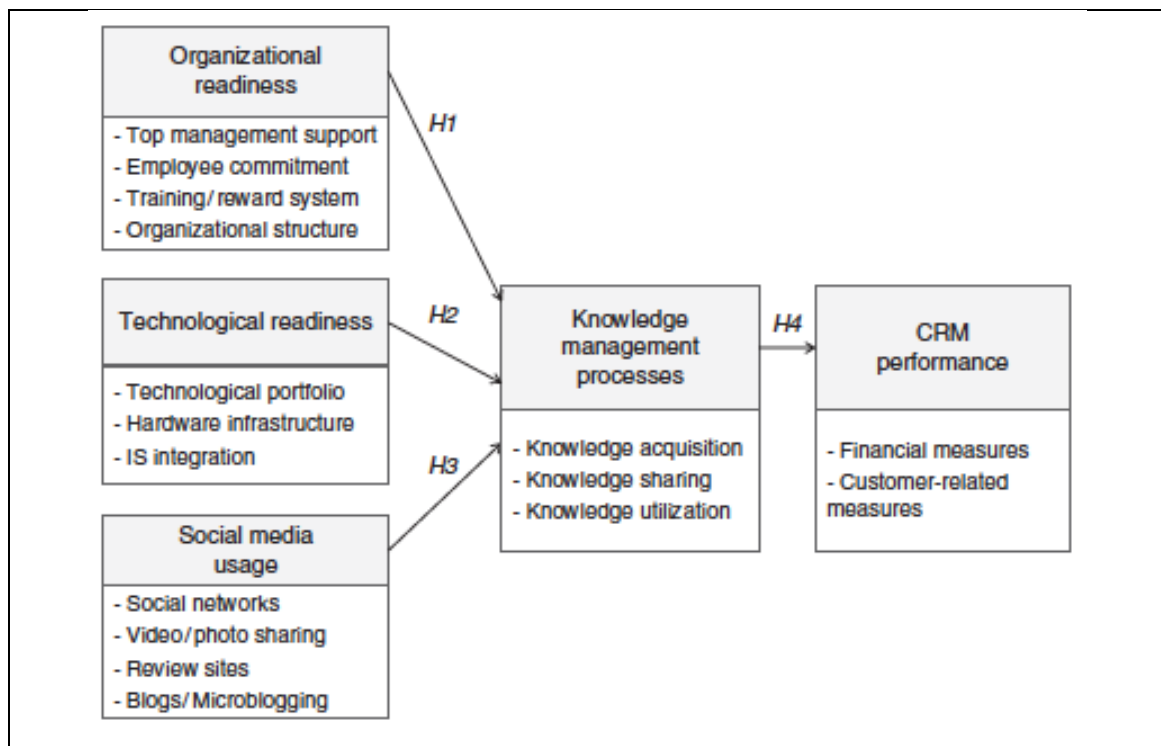 Organizational
readiness
- Top management support
- Employee commitment
- Training/reward system
- Organizational structure
H1
Technological readiness
- Technological portfolio
- Hardware infrastructure
- IS integration
H2
Social media
usage
- Social networks
- Video/photo sharing
- Review sites
- Blogs/Microblogging
H3
Knowledge
management
processes
- Knowledge acquisition
- Knowledge sharing
- Knowledge utilization
H4
CRM
performance
- Financial measures
- Customer-related
measures